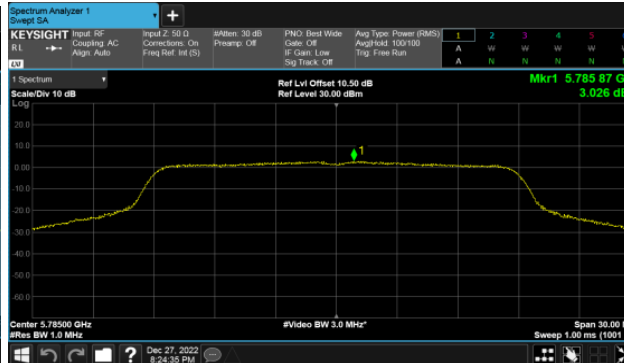 Spectrum Analyzer 1
Swept SA
KEYSIGHT
RL
Input: RF
Coupling: AC
Align: Auto
Input Z: 50 Ω
Corrections: On
Freq Ref: Int (S)
#Atten: 30 dB
Preamp: Off
PNO: Best Wide
Gate: Off
IF Gain: Low
Sig Track: Off
Avg Type: Power (RMS)
Avg|Hold: 100/100
Trig: Free Run
1 2 3 4 5
A W W W W
A N N N N
LXI
1 Spectrum
Scale/Div 10 dB
Log
Ref Lvl Offset 10.50 dB
Ref Level 30.00 dBm
Mkr1 5.785 87 G
3.026 dB
20.0
10.0
0.00
-10.0
-20.0
-30.0
-40.0
-50.0
-60.0
1
Center 5.78500 GHz
#Res BW 1.0 MHz
#Video BW 3.0 MHz*
Span 30.00
Sweep 1.00 ms (1001
?
Dec 27, 2022
8:24:35 PM